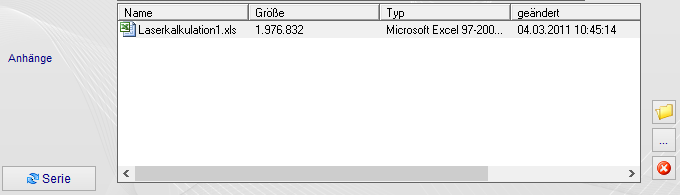 Name Größe Typ geändert
Laserkalkulation1.xls 1.976.832 Microsoft Excel 97-200... 04.03.2011 10:45:14
Anhänge
...
Serie